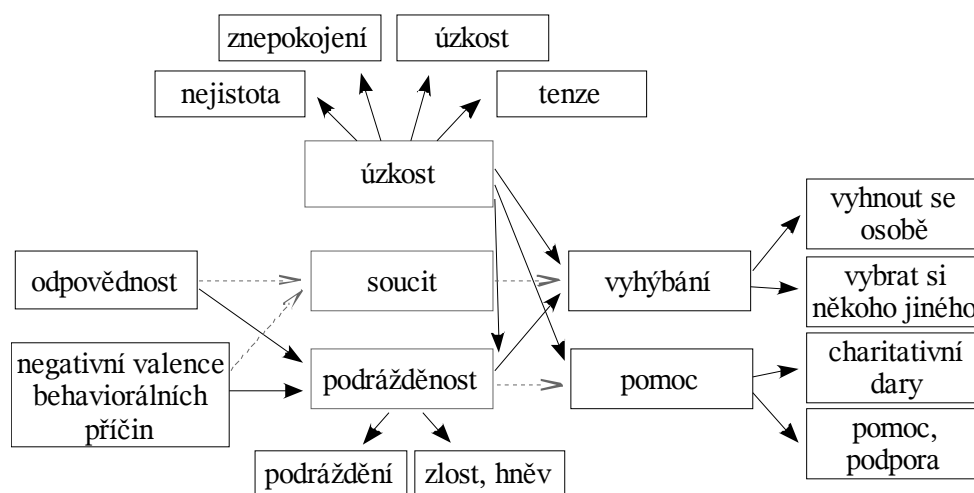 znepokojení
úzkost
nejistota
tenze
úzkost
vyhnout se
osobě
odpovědnost
soucit
vyhýbání
vybrat si
někoho jiného
negativní valence
behaviorálních
příčin
podrážděnost
pomoc
charitativní
dary
podráždění
zlost, hněv
pomoc,
podpora